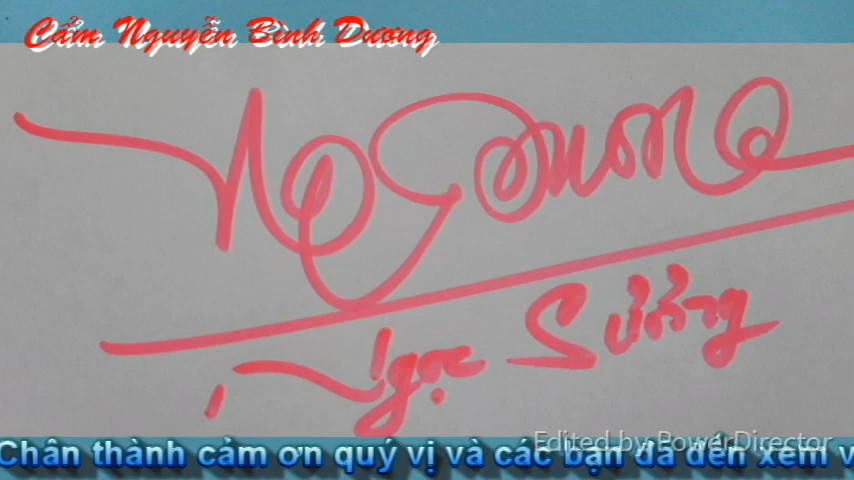 Cẩm Nguyễn Bình Dương
Ngọc Sương
Edited by PowerDirector
Chân thành cảm ơn quý vị và các bạn đã đến xem v